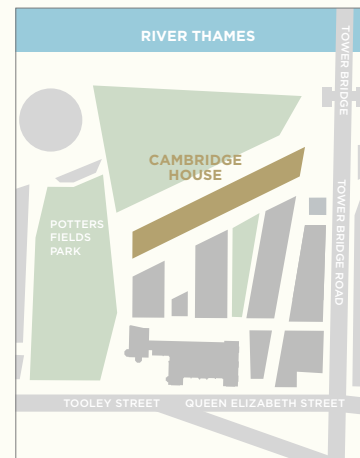 RIVER THAMES
TOWER BRIDGE
CAMBRIDGE
HOUSE
TOWER BRIDGE ROAD
POTTERS
FIELDS
PARK
TOOLEY STREET
QUEEN ELIZABETH STREET